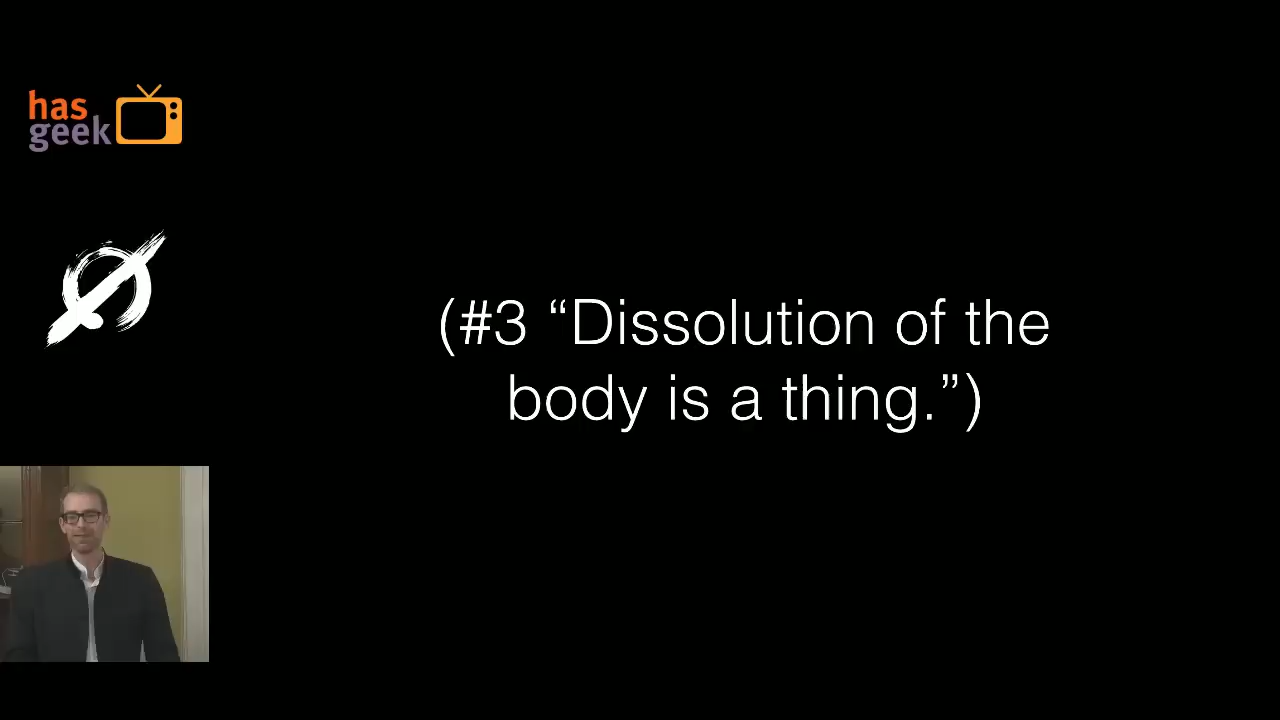 has
geek
(#3 “Dissolution of the
body is a thing.”)